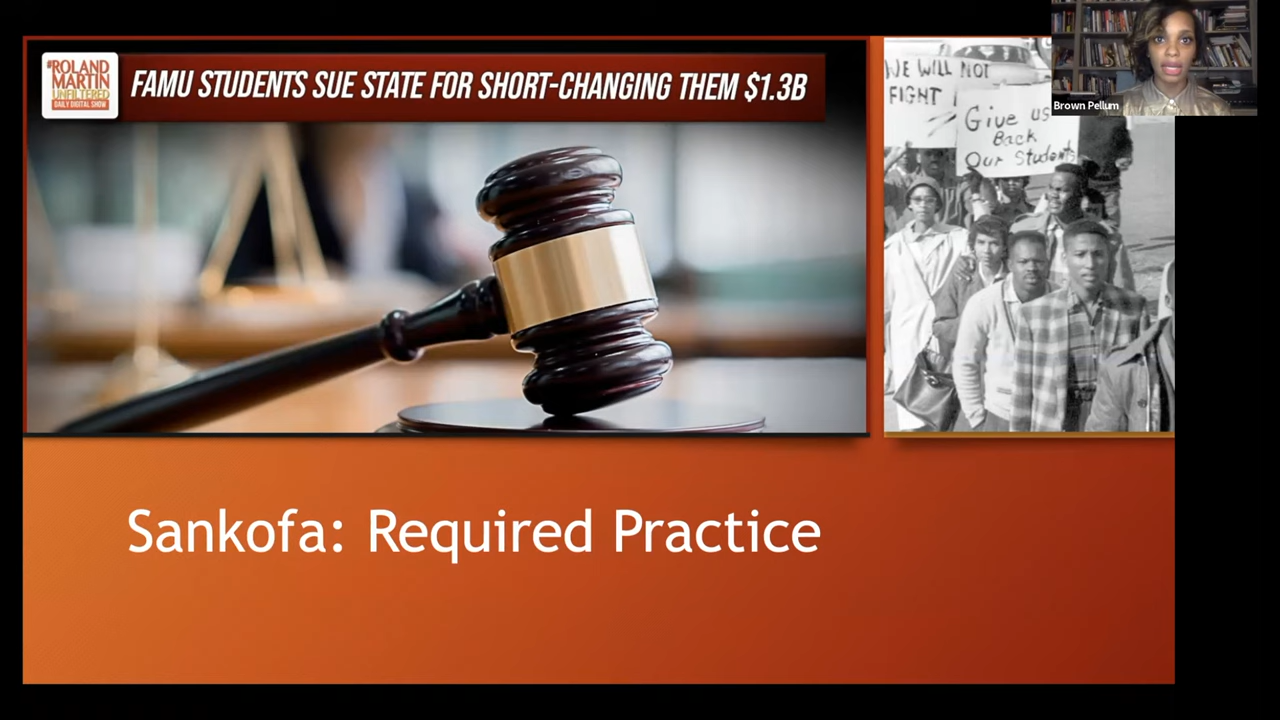 #ROLAND
MARTIN
UNFILTERED
DAILY DIGITAL SHOW
FAMU STUDENTS SUE STATE FOR SHORT-CHANGING THEM $1.3B
WE WILL NOT
FIGHT
Give us
Back
Our Students
Brown Pellum
Sankofa: Required Practice